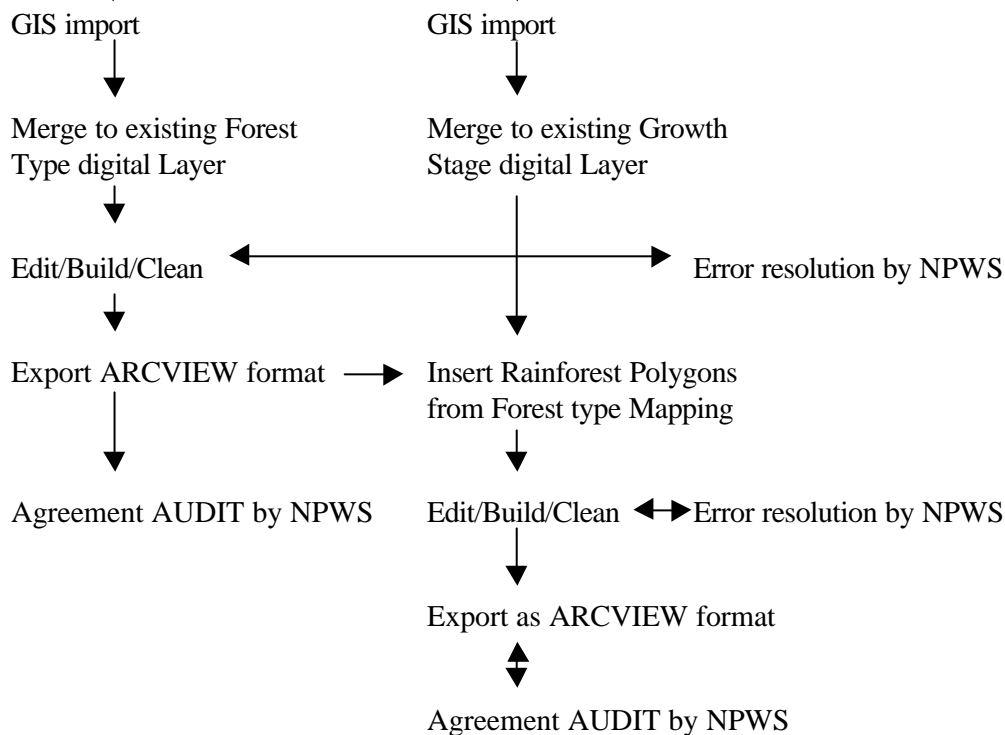 GIS import
GIS import
Merge to existing Forest
Type digital Layer
Merge to existing Growth
Stage digital Layer
Edit/Build/Clean
Error resolution by NPWS
Export ARCVIEW format
Insert Rainforest Polygons
from Forest type Mapping
Agreement AUDIT by NPWS
Edit/Build/Clean
Error resolution by NPWS
Export as ARCVIEW format
Agreement AUDIT by NPWS